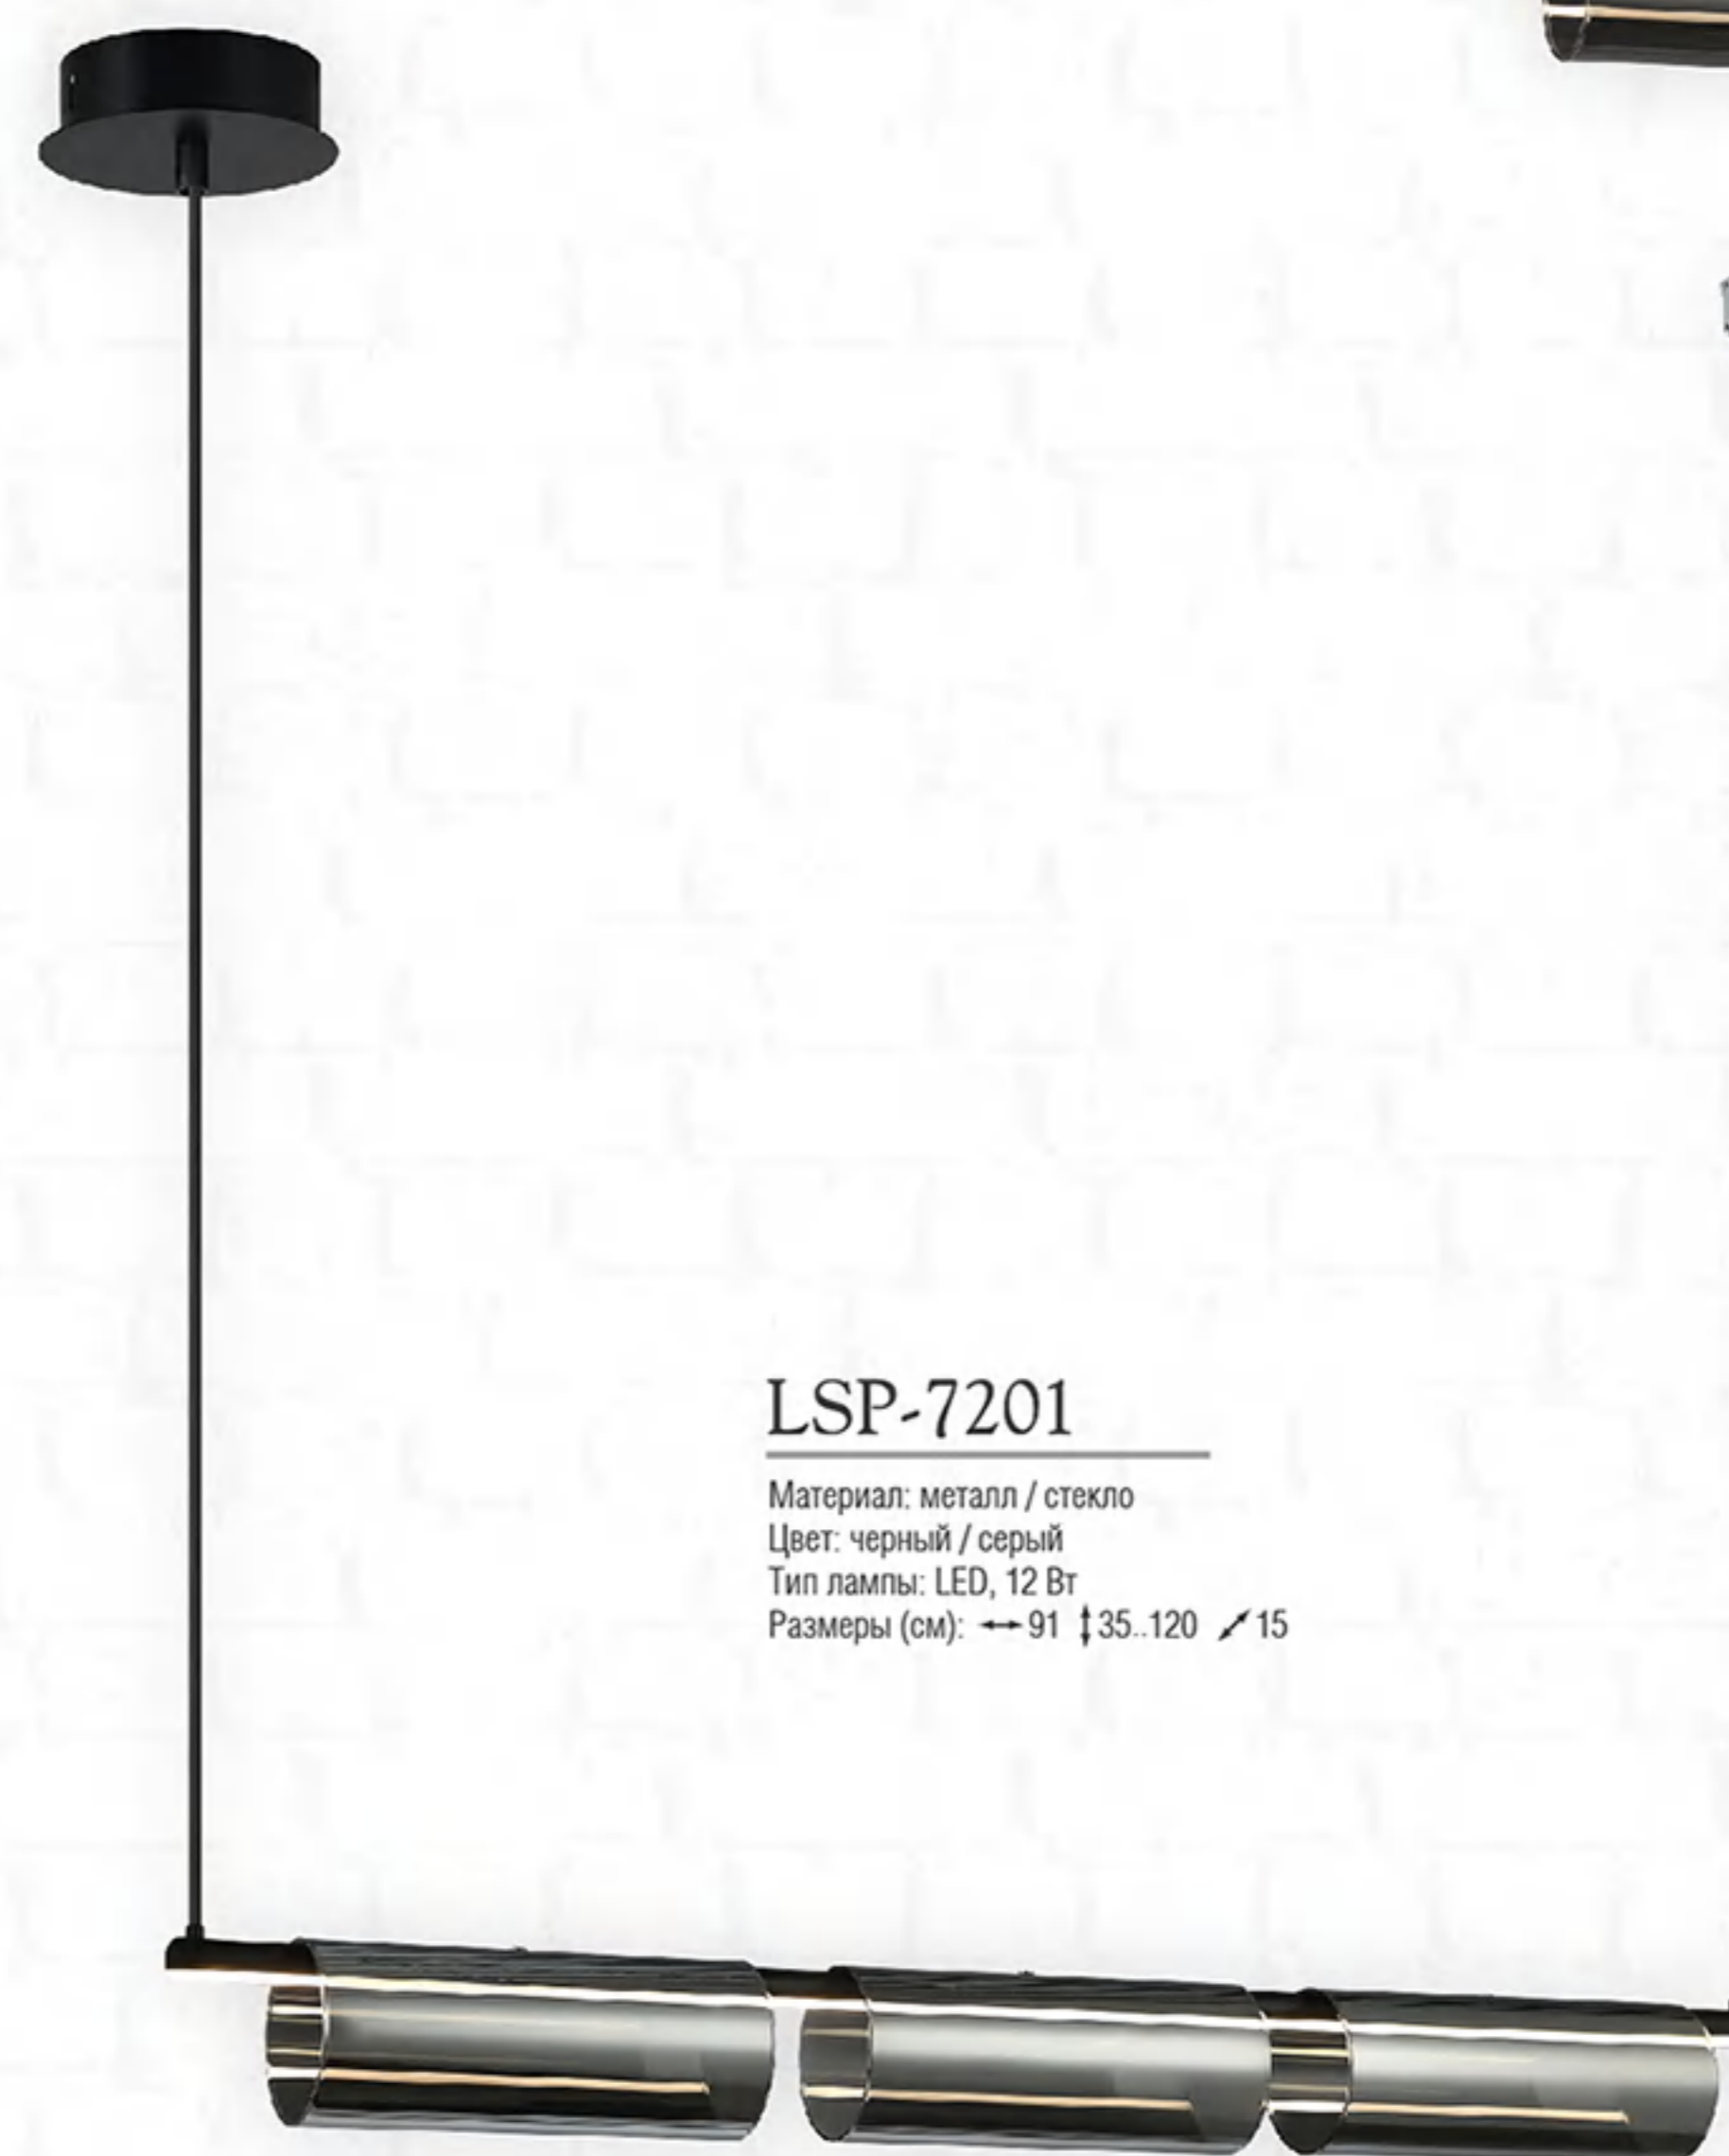 LSP-7201
Материал: металл / стекло
Цвет: черный / серый
Тип лампы: LED, 12 Вт
Размеры (см): ↔91 ↕35..120 ⤢15